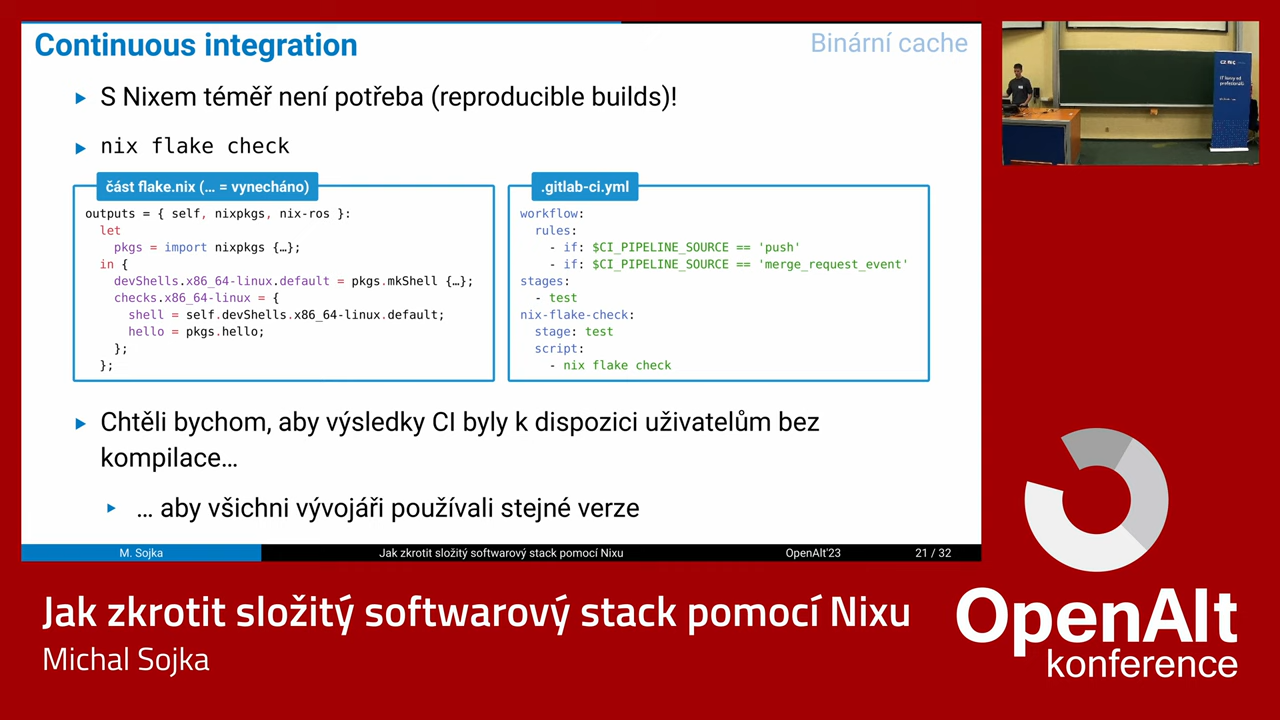 Continuous integration
Binární cache
S Nixem téměř není potřeba (reproducible builds)!
nix flake check
část flake.nix (… = vynecháno)
outputs = { self, nixpkgs, nix-ros }:
let
pkgs = import nixpkgs {…};
in {
devShells.x86_64-linux.default = pkgs.mkShell {…};
checks.x86_64-linux = {
shell = self.devShells.x86_64-linux.default;
hello = pkgs.hello;
};
};
.gitlab-ci.yml
workflow:
rules:
- if: $CI_PIPELINE_SOURCE == 'push'
- if: $CI_PIPELINE_SOURCE == 'merge_request_event'
stages:
- test
nix-flake-check:
stage: test
script:
- nix flake check
Chtěli bychom, aby výsledky CI byly k dispozici uživatelům bez
kompilace…
… aby všichni vývojáři používali stejné verze
M. Sojka
Jak zkrotit složitý softwarový stack pomocí Nixu
OpenAlt'23
21 / 32
CZ.NIC
Jak zkrotit složitý softwarový stack pomocí Nixu
Michal Sojka
OpenAlt
konference